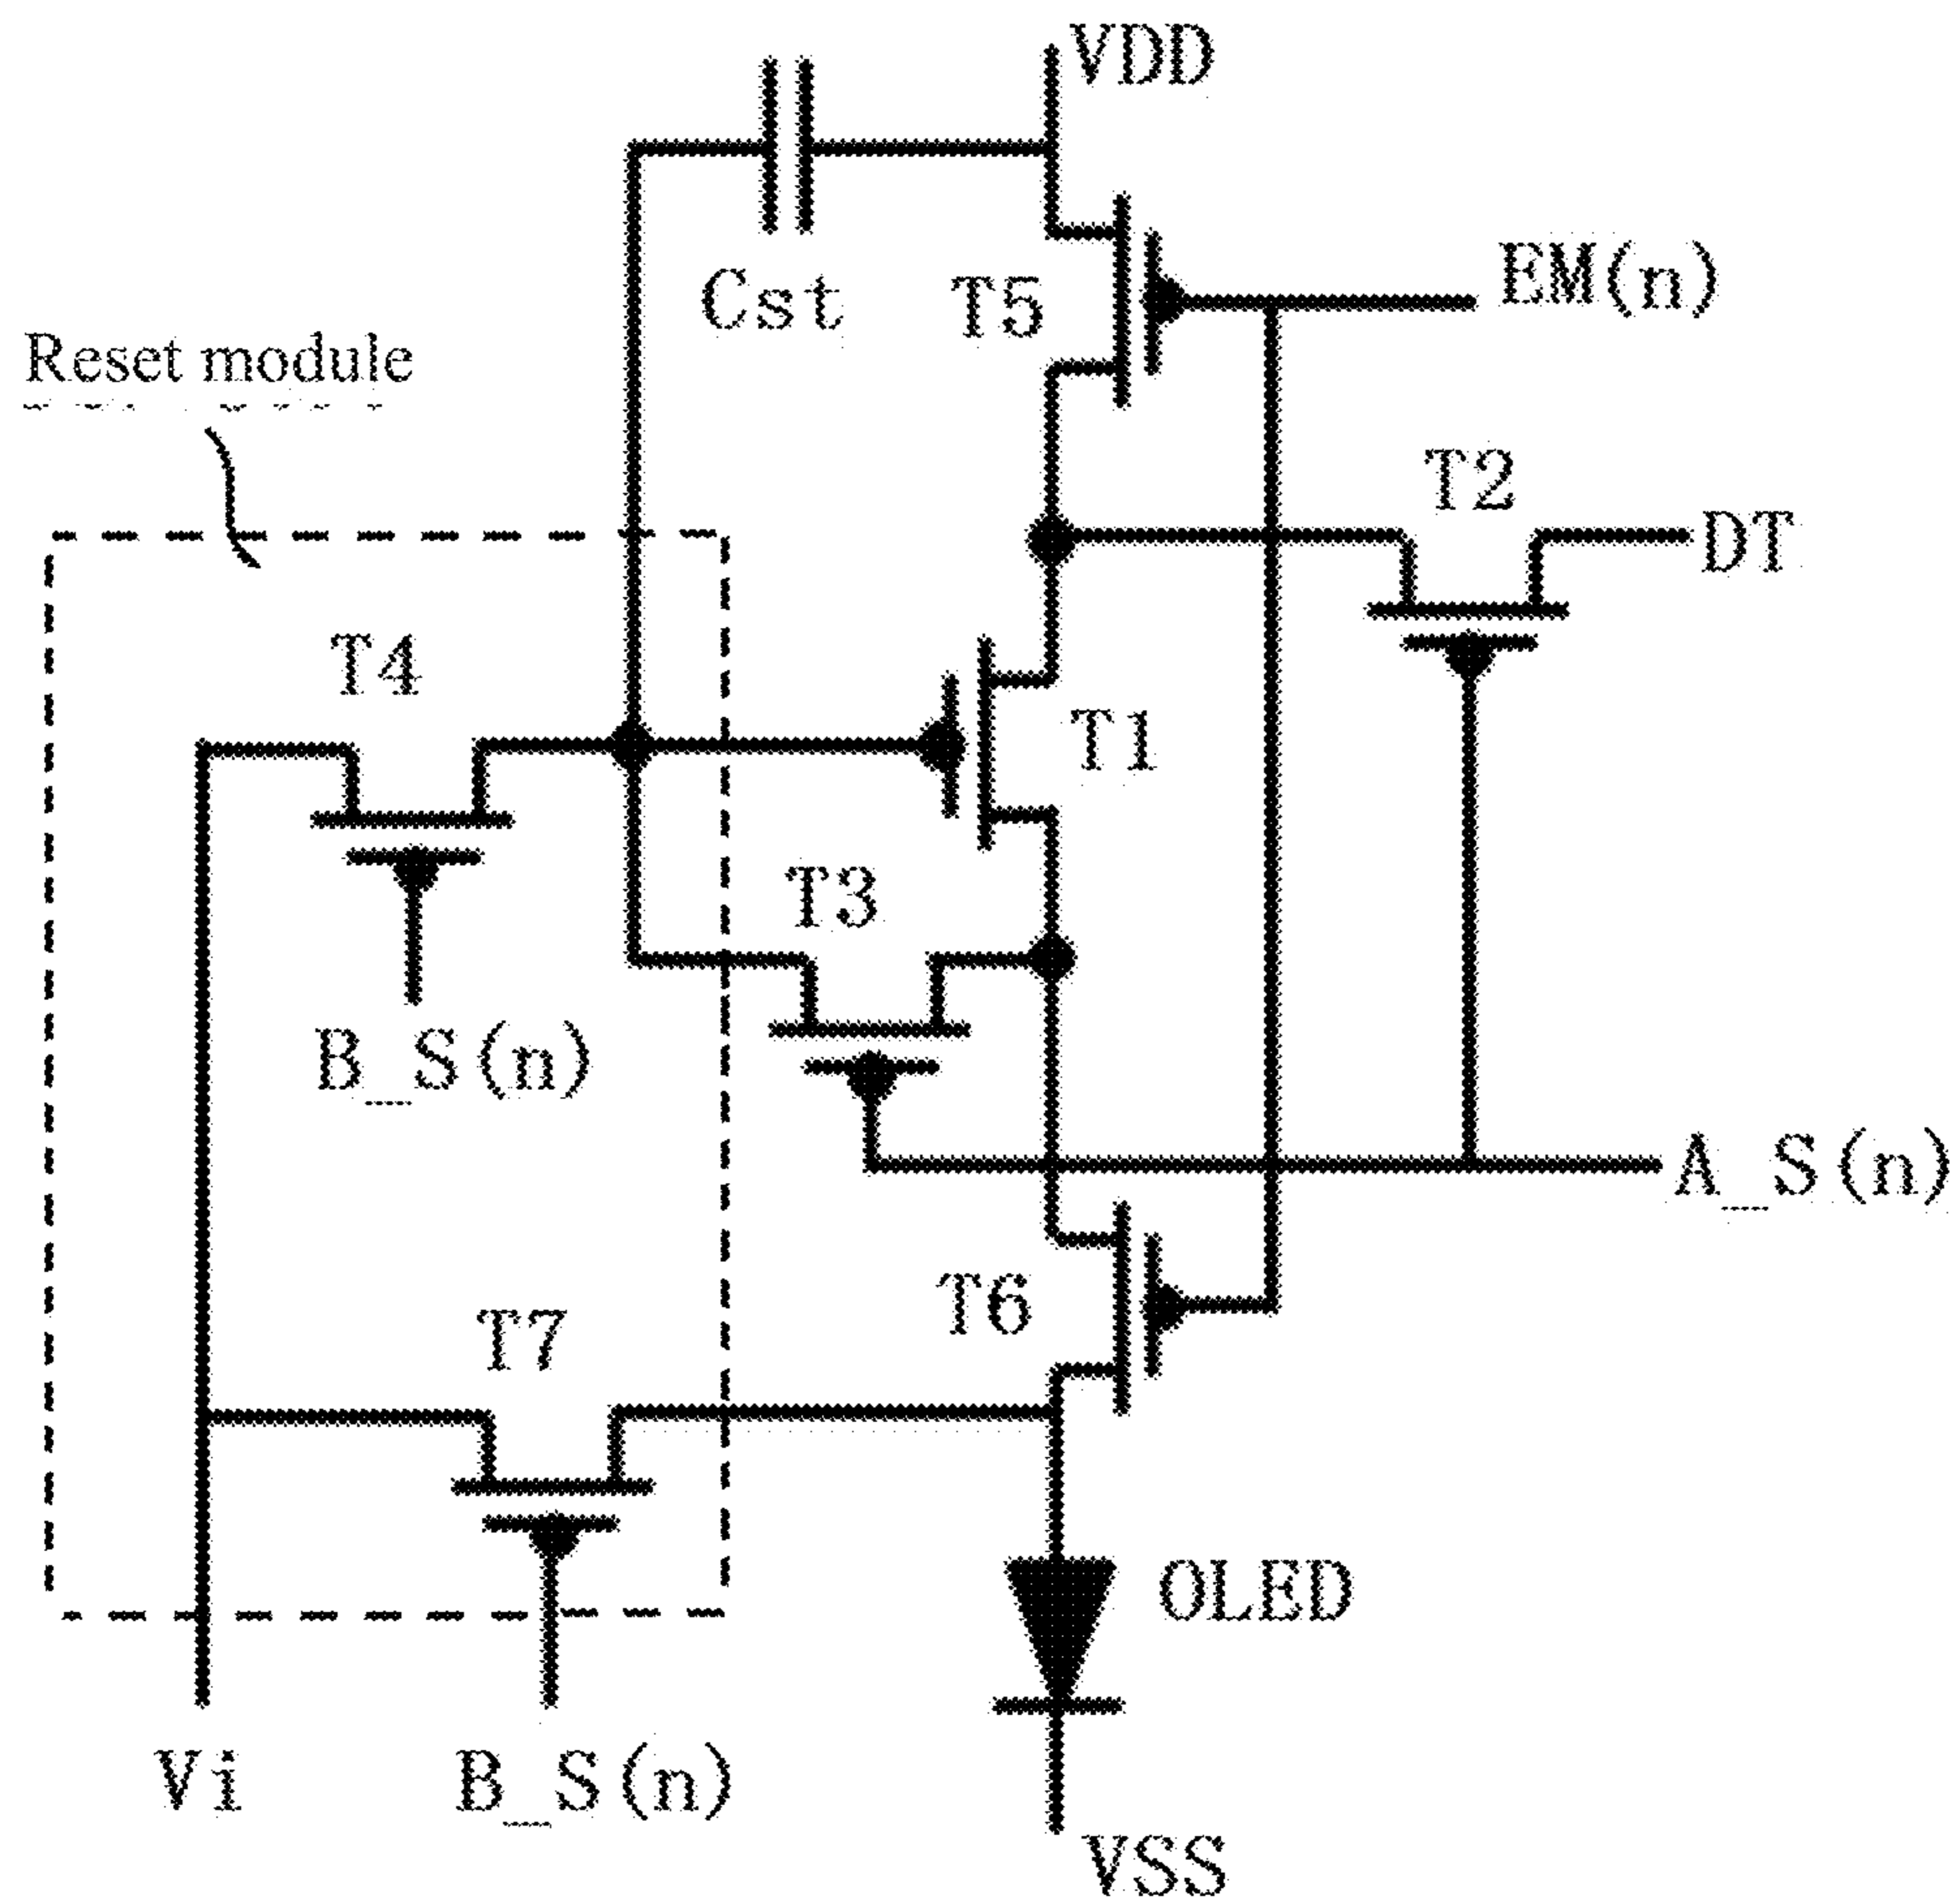 VDD
Cst
T5
EM(n)
Reset module
T2
DT
T4
T1
T3
B_S(n)
A_S(n)
T6
T7
OLED
Vi
B_S(n)
VSS